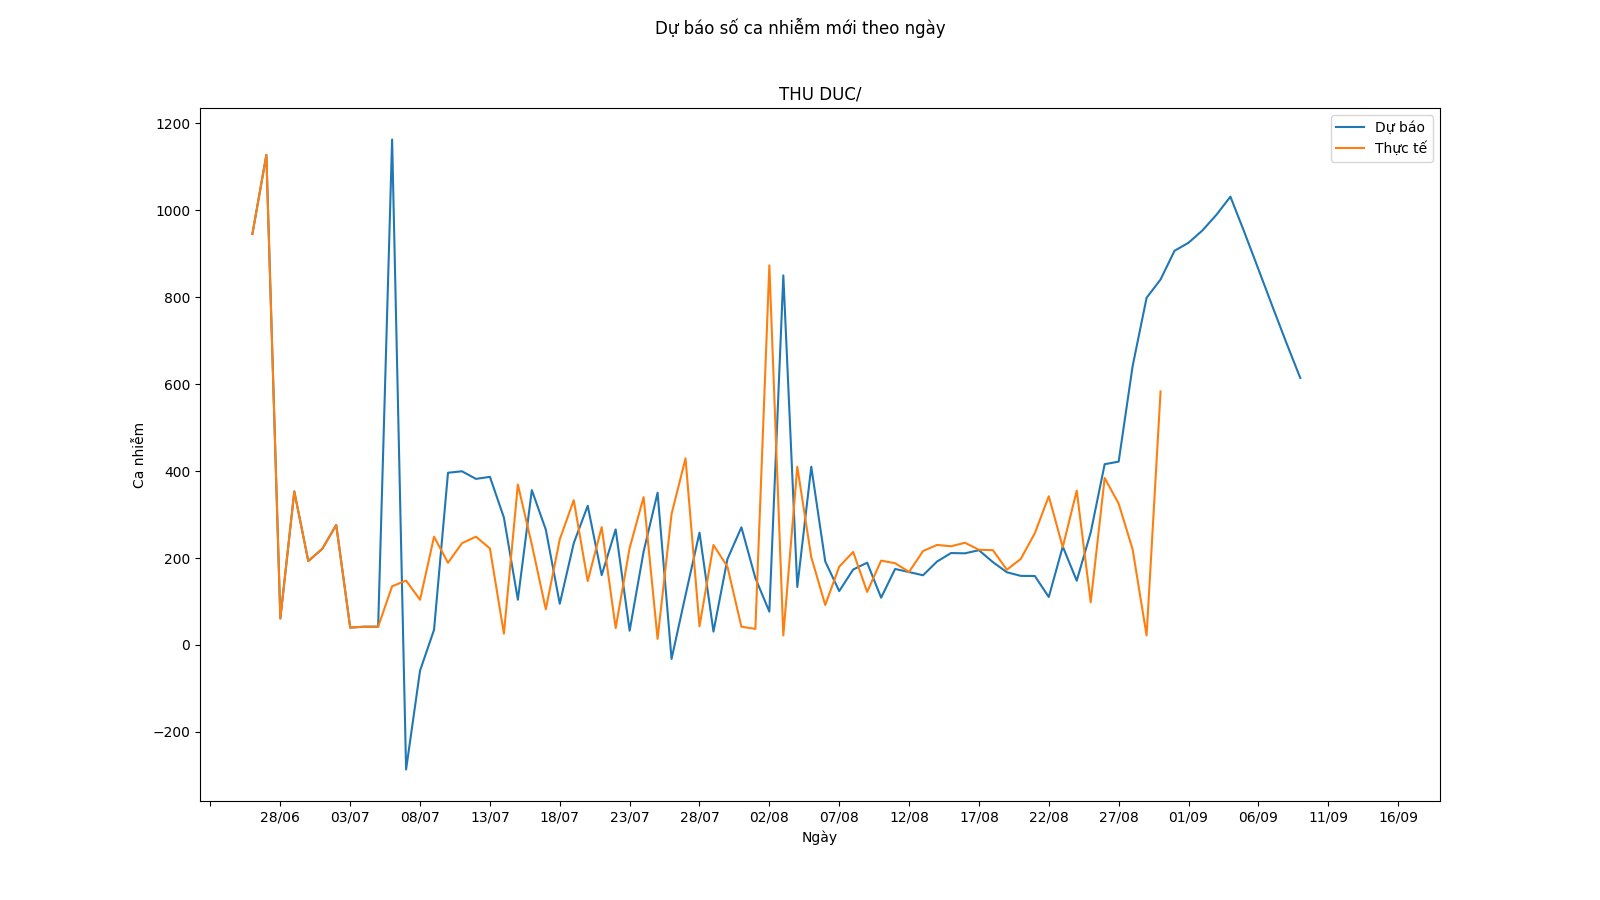 Dự báo số ca nhiễm mới theo ngày
THU DUC/
Dự báo
Thực tế
1200
1000
800
600
400
200
0
−200
Ca nhiễm
28/06 03/07 08/07 13/07 18/07 23/07 28/07 02/08 07/08 12/08 17/08 22/08 27/08 01/09 06/09 11/09 16/09
Ngày